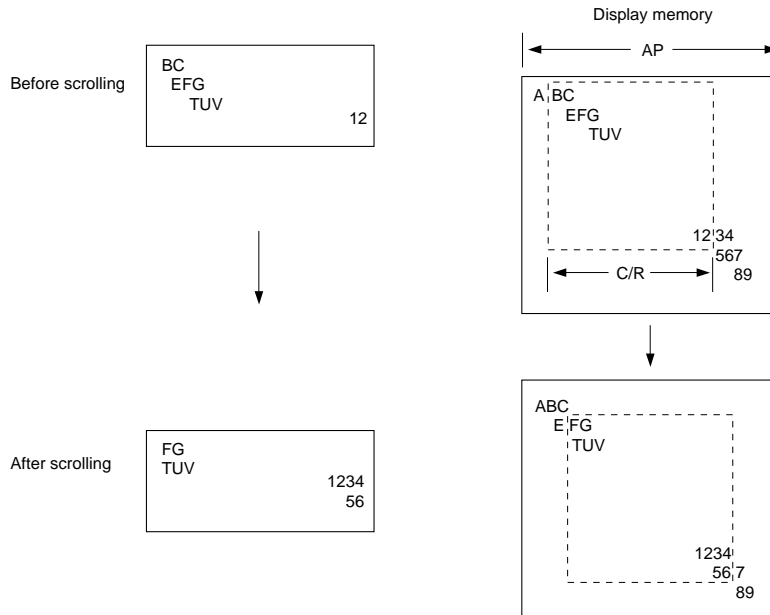 Display memory
AP
Before scrolling
BC
EFG
TUV
12
A BC
EFG
TUV
12 34
567
89
C/R
After scrolling
FG
TUV
1234
56
ABC
E FG
TUV
1234
56 7
89